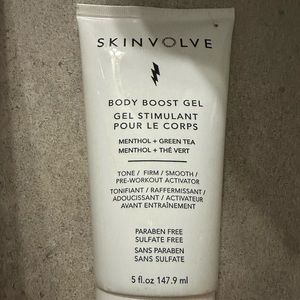 SKINVOLVE
BODY BOOST GEL
GEL STIMULANT
POUR LE CORPS
MENTHOL + GREEN TEA
MENTHOL + THÉ VERT
TONE / FIRM / SMOOTH /
PRE-WORKOUT ACTIVATOR
TONIFIANT / RAFFERMISSANT /
ADOUCISSANT / ACTIVATEUR
AVANT ENTRAÎNEMENT
PARABEN FREE
SULFATE FREE
SANS PARABEN
SANS SULFATE
5 fl.oz 147.9 ml